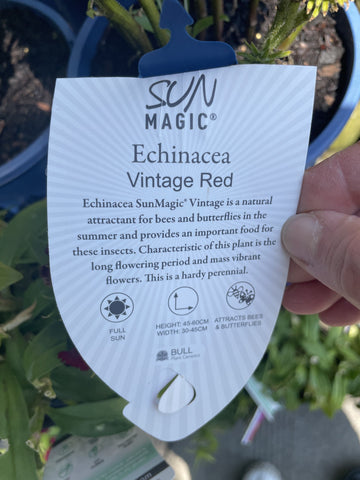 SUN
MAGIC®
Echinacea
Vintage Red
Echinacea SunMagic® Vintage is a natural
attractant for bees and butterflies in the
summer and provides an important food for
these insects. Characteristic of this plant is the
long flowering period and mass vibrant
flowers. This is a hardy perennial.
FULL
SUN
HEIGHT: 45-60CM
WIDTH: 30-45CM
ATTRACTS BEES
& BUTTERFLIES
BULL